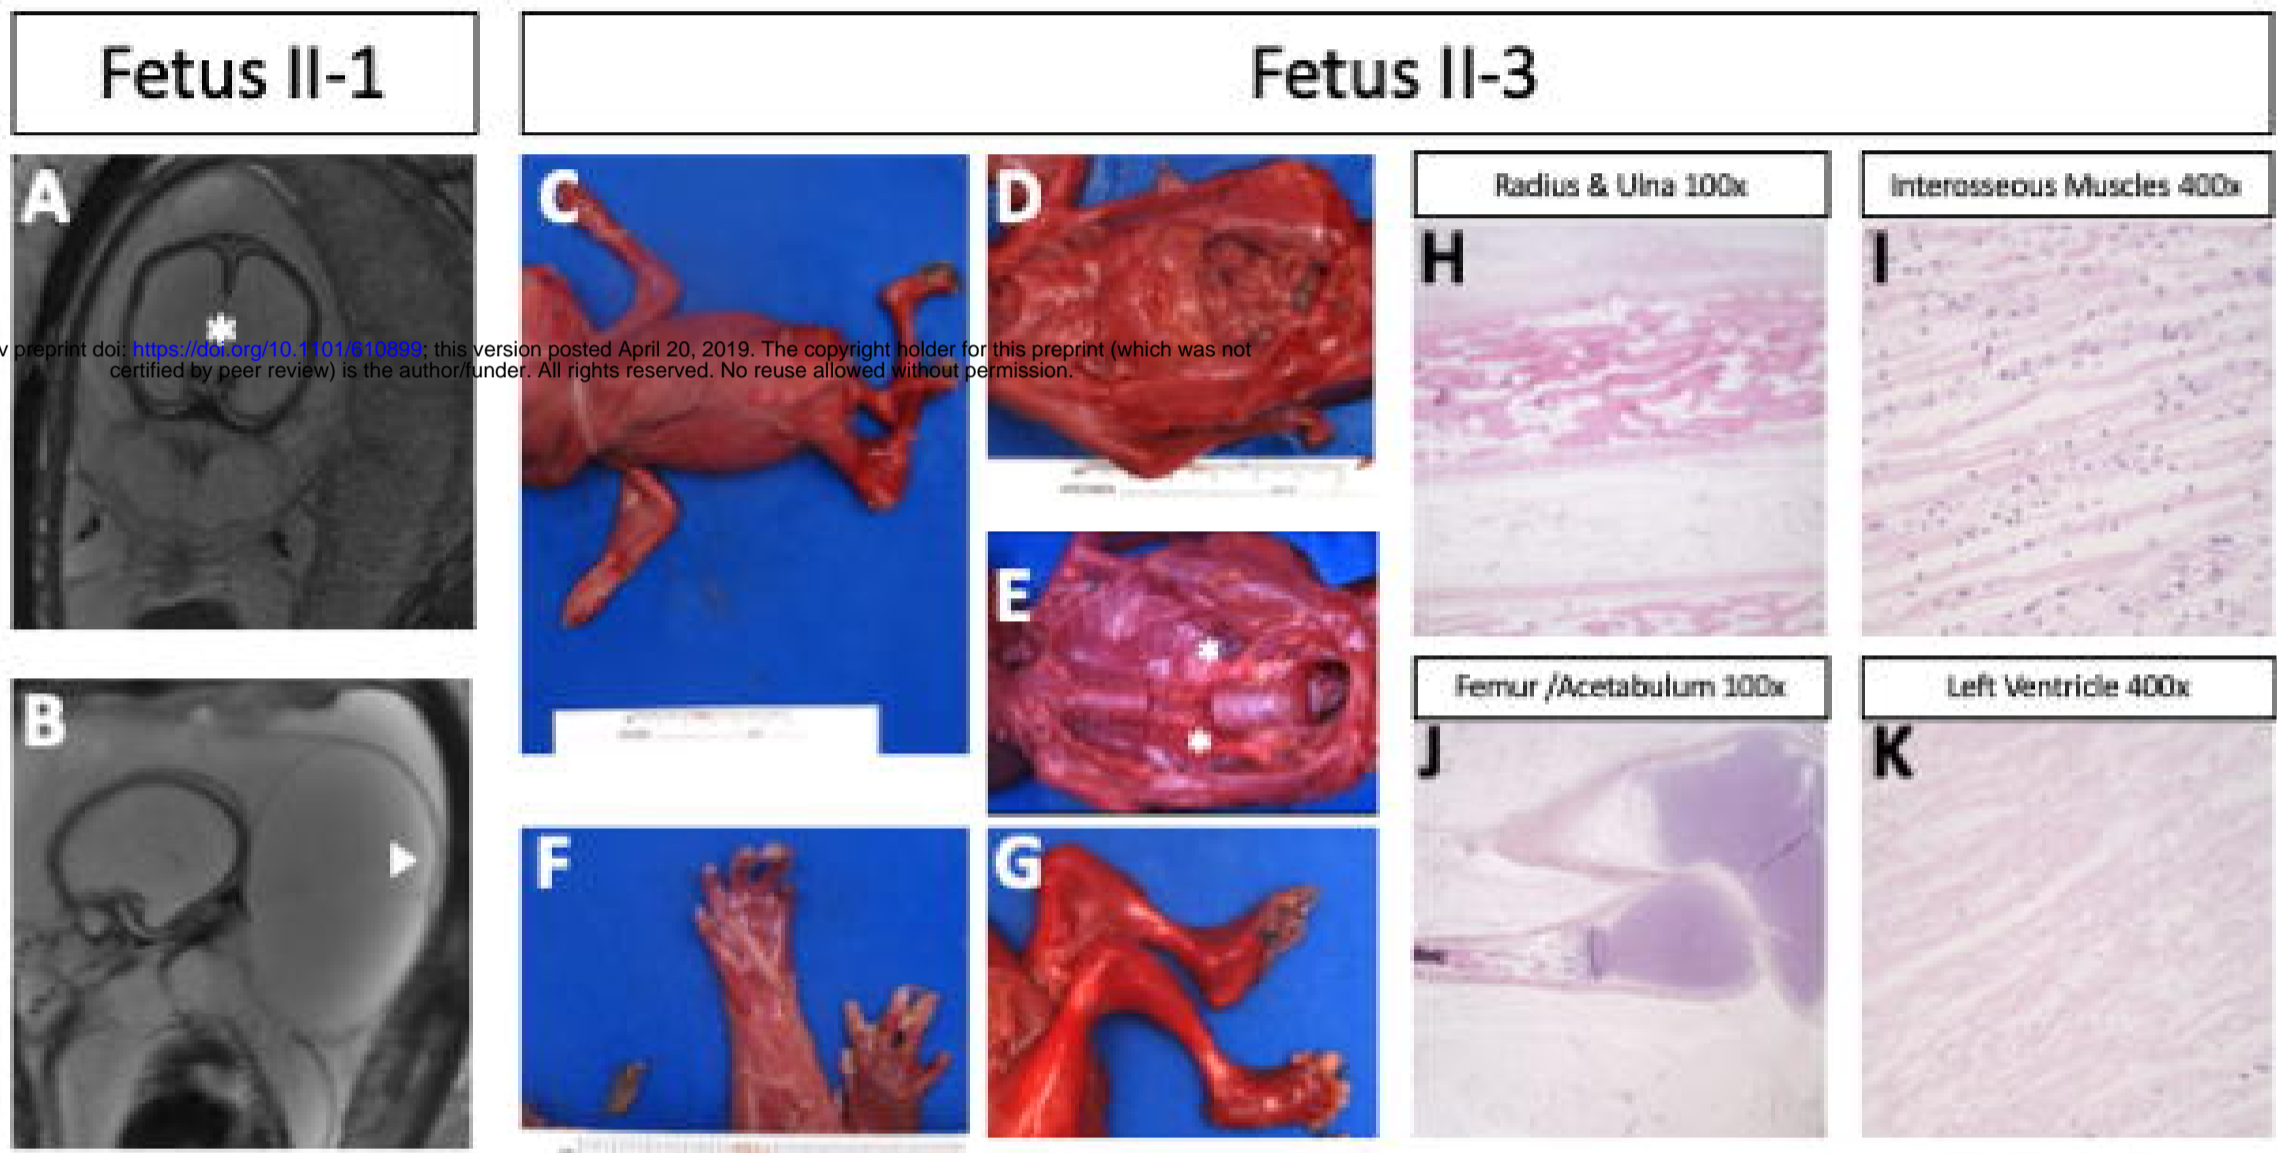 Fetus II-1
Fetus II-3
A
C
D
Radius & Ulna 100x
Interosseous Muscles 400x
H
I
preprint doi: https://doi.org/10.1101/610899; this version posted April 20, 2019. The copyright holder for this preprint (which was not
certified by peer review) is the author/funder. All rights reserved. No reuse allowed without permission.
E
B
Femur /Acetabulum 100x
Left Ventricle 400x
J
K
F
G